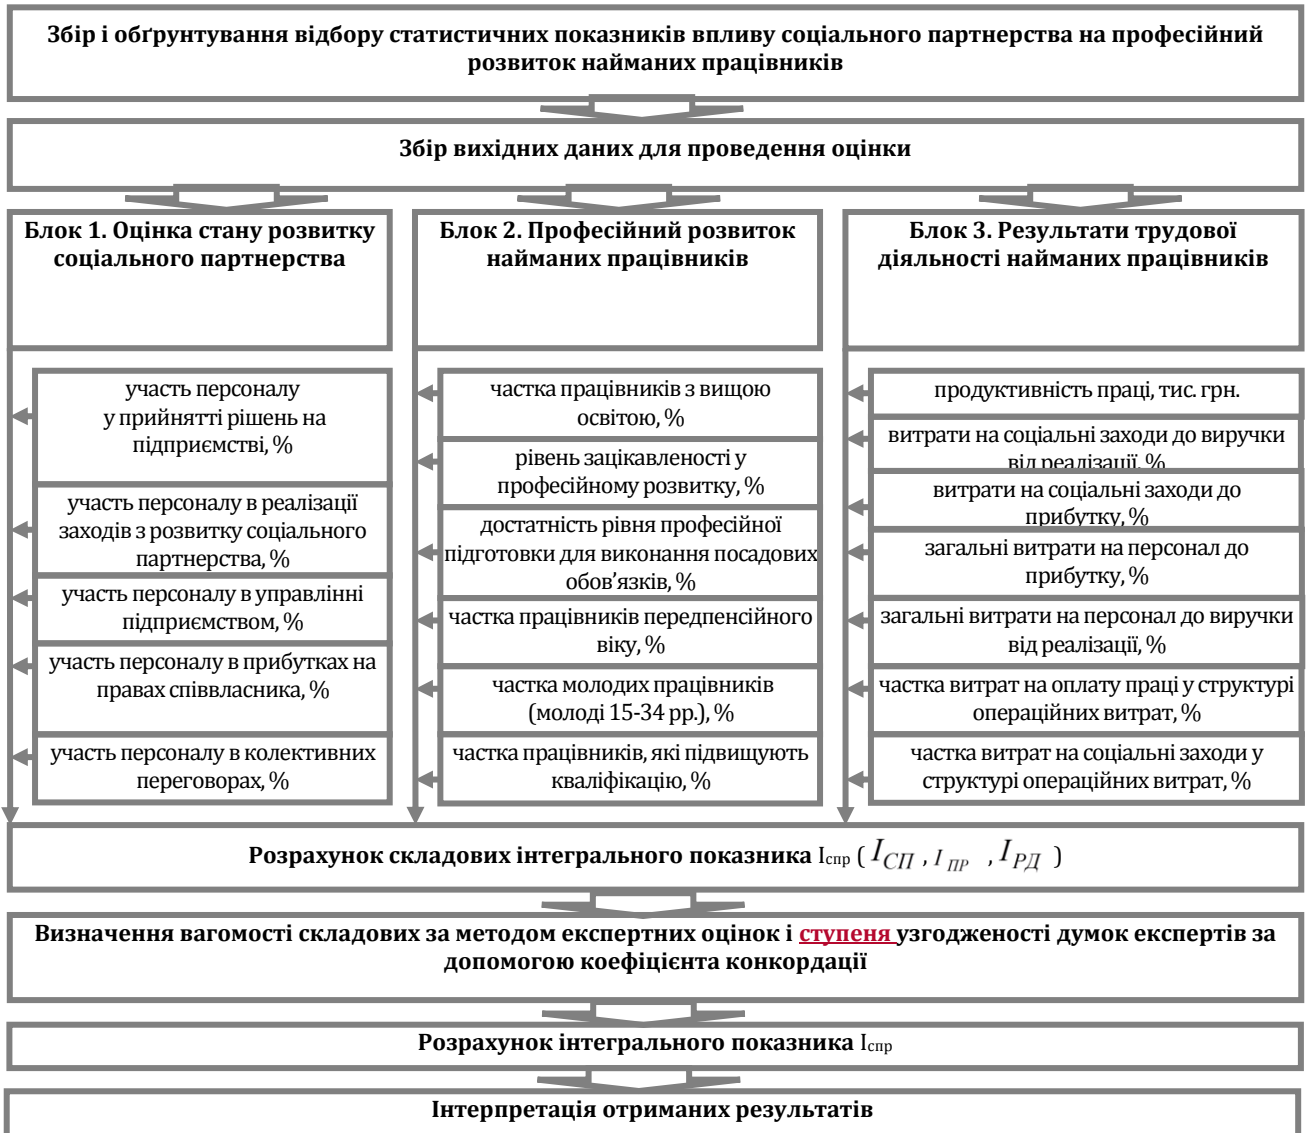 Збір і обґрунтування відбору статистичних показників впливу соціального партнерства на професійний
розвиток найманих працівників
Збір вихідних даних для проведення оцінки
Блок 1. Оцінка стану розвитку
соціального партнерства
участь персоналу
у прийнятті рішень на
підприємстві, %
участь персоналу в реалізації
заходів з розвитку соціального
партнерства, %
участь персоналу в управлінні
підприємством, %
участь персоналу в прибутках на
правах співвласника, %
участь персоналу в колективних
переговорах, %
Блок 2. Професійний розвиток
найманих працівників
частка працівників з вищою
освітою, %
рівень зацікавленості у
професійному розвитку, %
достатність рівня професійної
підготовки для виконання посадових
обов’язків, %
частка працівників передпенсійного
віку, %
частка молодих працівників
(молоді 15-34 рр.), %
частка працівників, які підвищують
кваліфікацію, %
Блок 3. Результати трудової
діяльності найманих працівників
продуктивність праці, тис. грн.
витрати на соціальні заходи до виручки
від реалізації, %
витрати на соціальні заходи до
прибутку, %
загальні витрати на персонал до
прибутку, %
загальні витрати на персонал до виручки
від реалізації, %
частка витрат на оплату праці у структурі
операційних витрат, %
частка витрат на соціальні заходи у
структурі операційних витрат, %
Розрахунок складових інтегрального показника Iспр ( IСП , IПР , IРД )
Визначення вагомості складових за методом експертних оцінок і ступеня узгодженості думок експертів за
допомогою коефіцієнта конкордації
Розрахунок інтегрального показника Iспр
Інтерпретація отриманих результатів